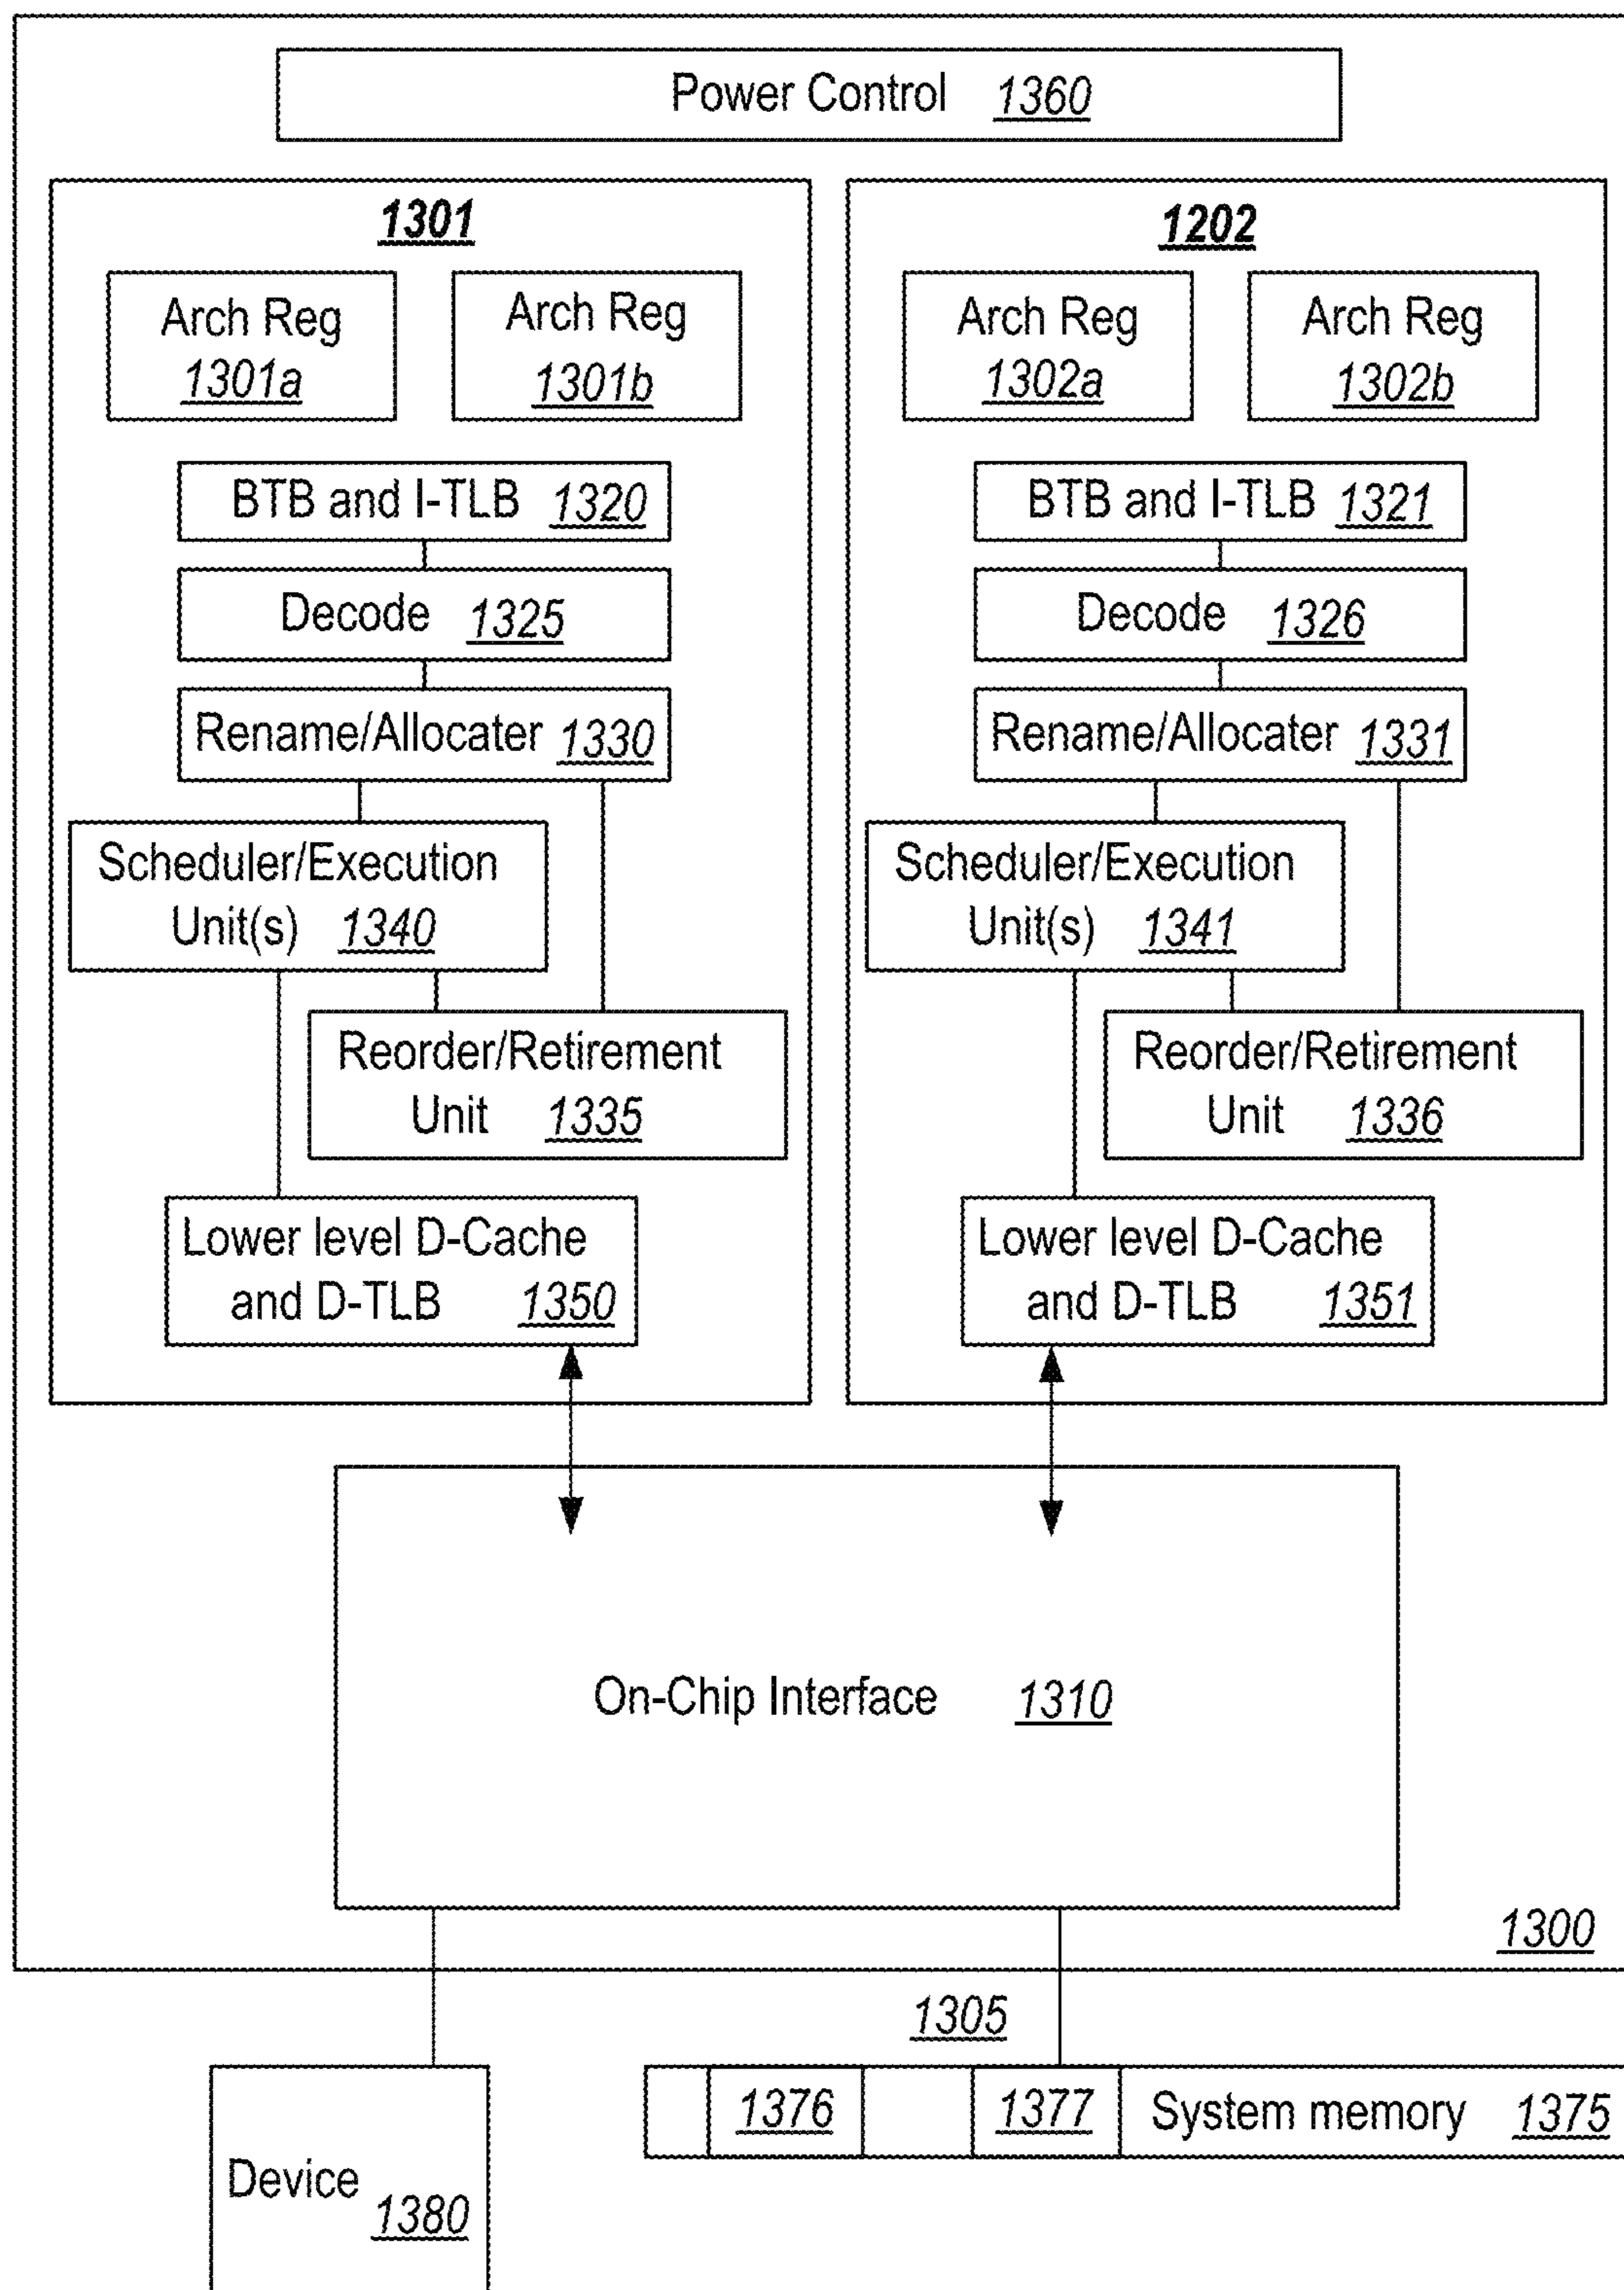 Power Control 1360
1301
Arch Reg
1301a
Arch Reg
1301b
BTB and I-TLB 1320
Decode 1325
Rename/Allocater 1330
Scheduler/Execution
Unit(s) 1340
Reorder/Retirement
Unit 1335
Lower level D-Cache
and D-TLB 1350
1202
Arch Reg
1302a
Arch Reg
1302b
BTB and I-TLB 1321
Decode 1326
Rename/Allocater 1331
Scheduler/Execution
Unit(s) 1341
Reorder/Retirement
Unit 1336
Lower level D-Cache
and D-TLB 1351
On-Chip Interface 1310
1300
1305
1376
1377
System memory 1375
Device 1380